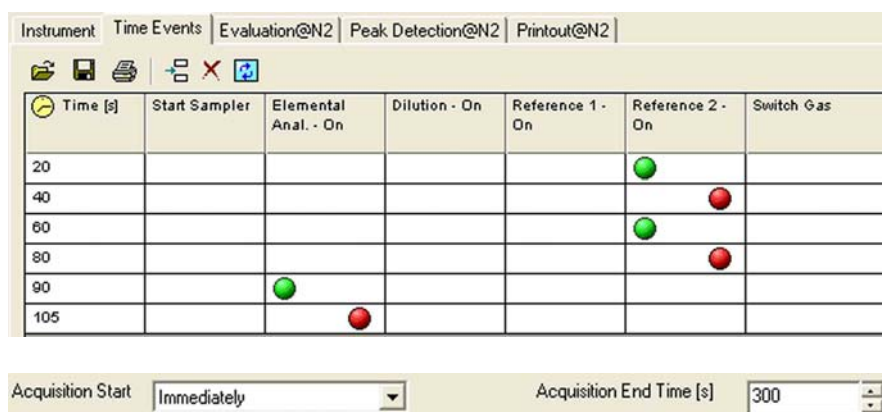 Instrument Time Events Evaluation@N2 Peak Detection@N2 Printout@N2
Time [s] Start Sampler Elemental Anal. - On Dilution - On Reference 1 - On Reference 2 - On Switch Gas
20
40
60
80
90
105
Acquisition Start Immediately Acquisition End Time [s] 300